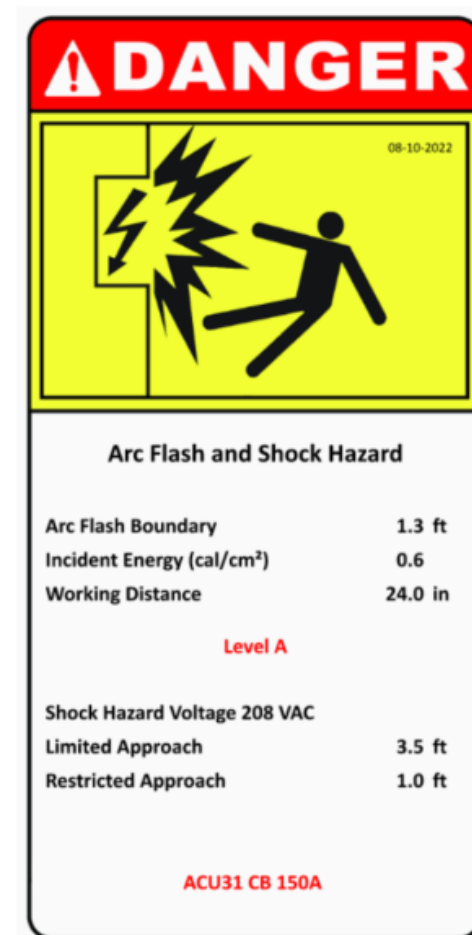 DANGER
08-10-2022
Arc Flash and Shock Hazard
Arc Flash Boundary 1.3 ft
Incident Energy (cal/cm²) 0.6
Working Distance 24.0 in
Level A
Shock Hazard Voltage 208 VAC
Limited Approach 3.5 ft
Restricted Approach 1.0 ft
ACU31 CB 150A